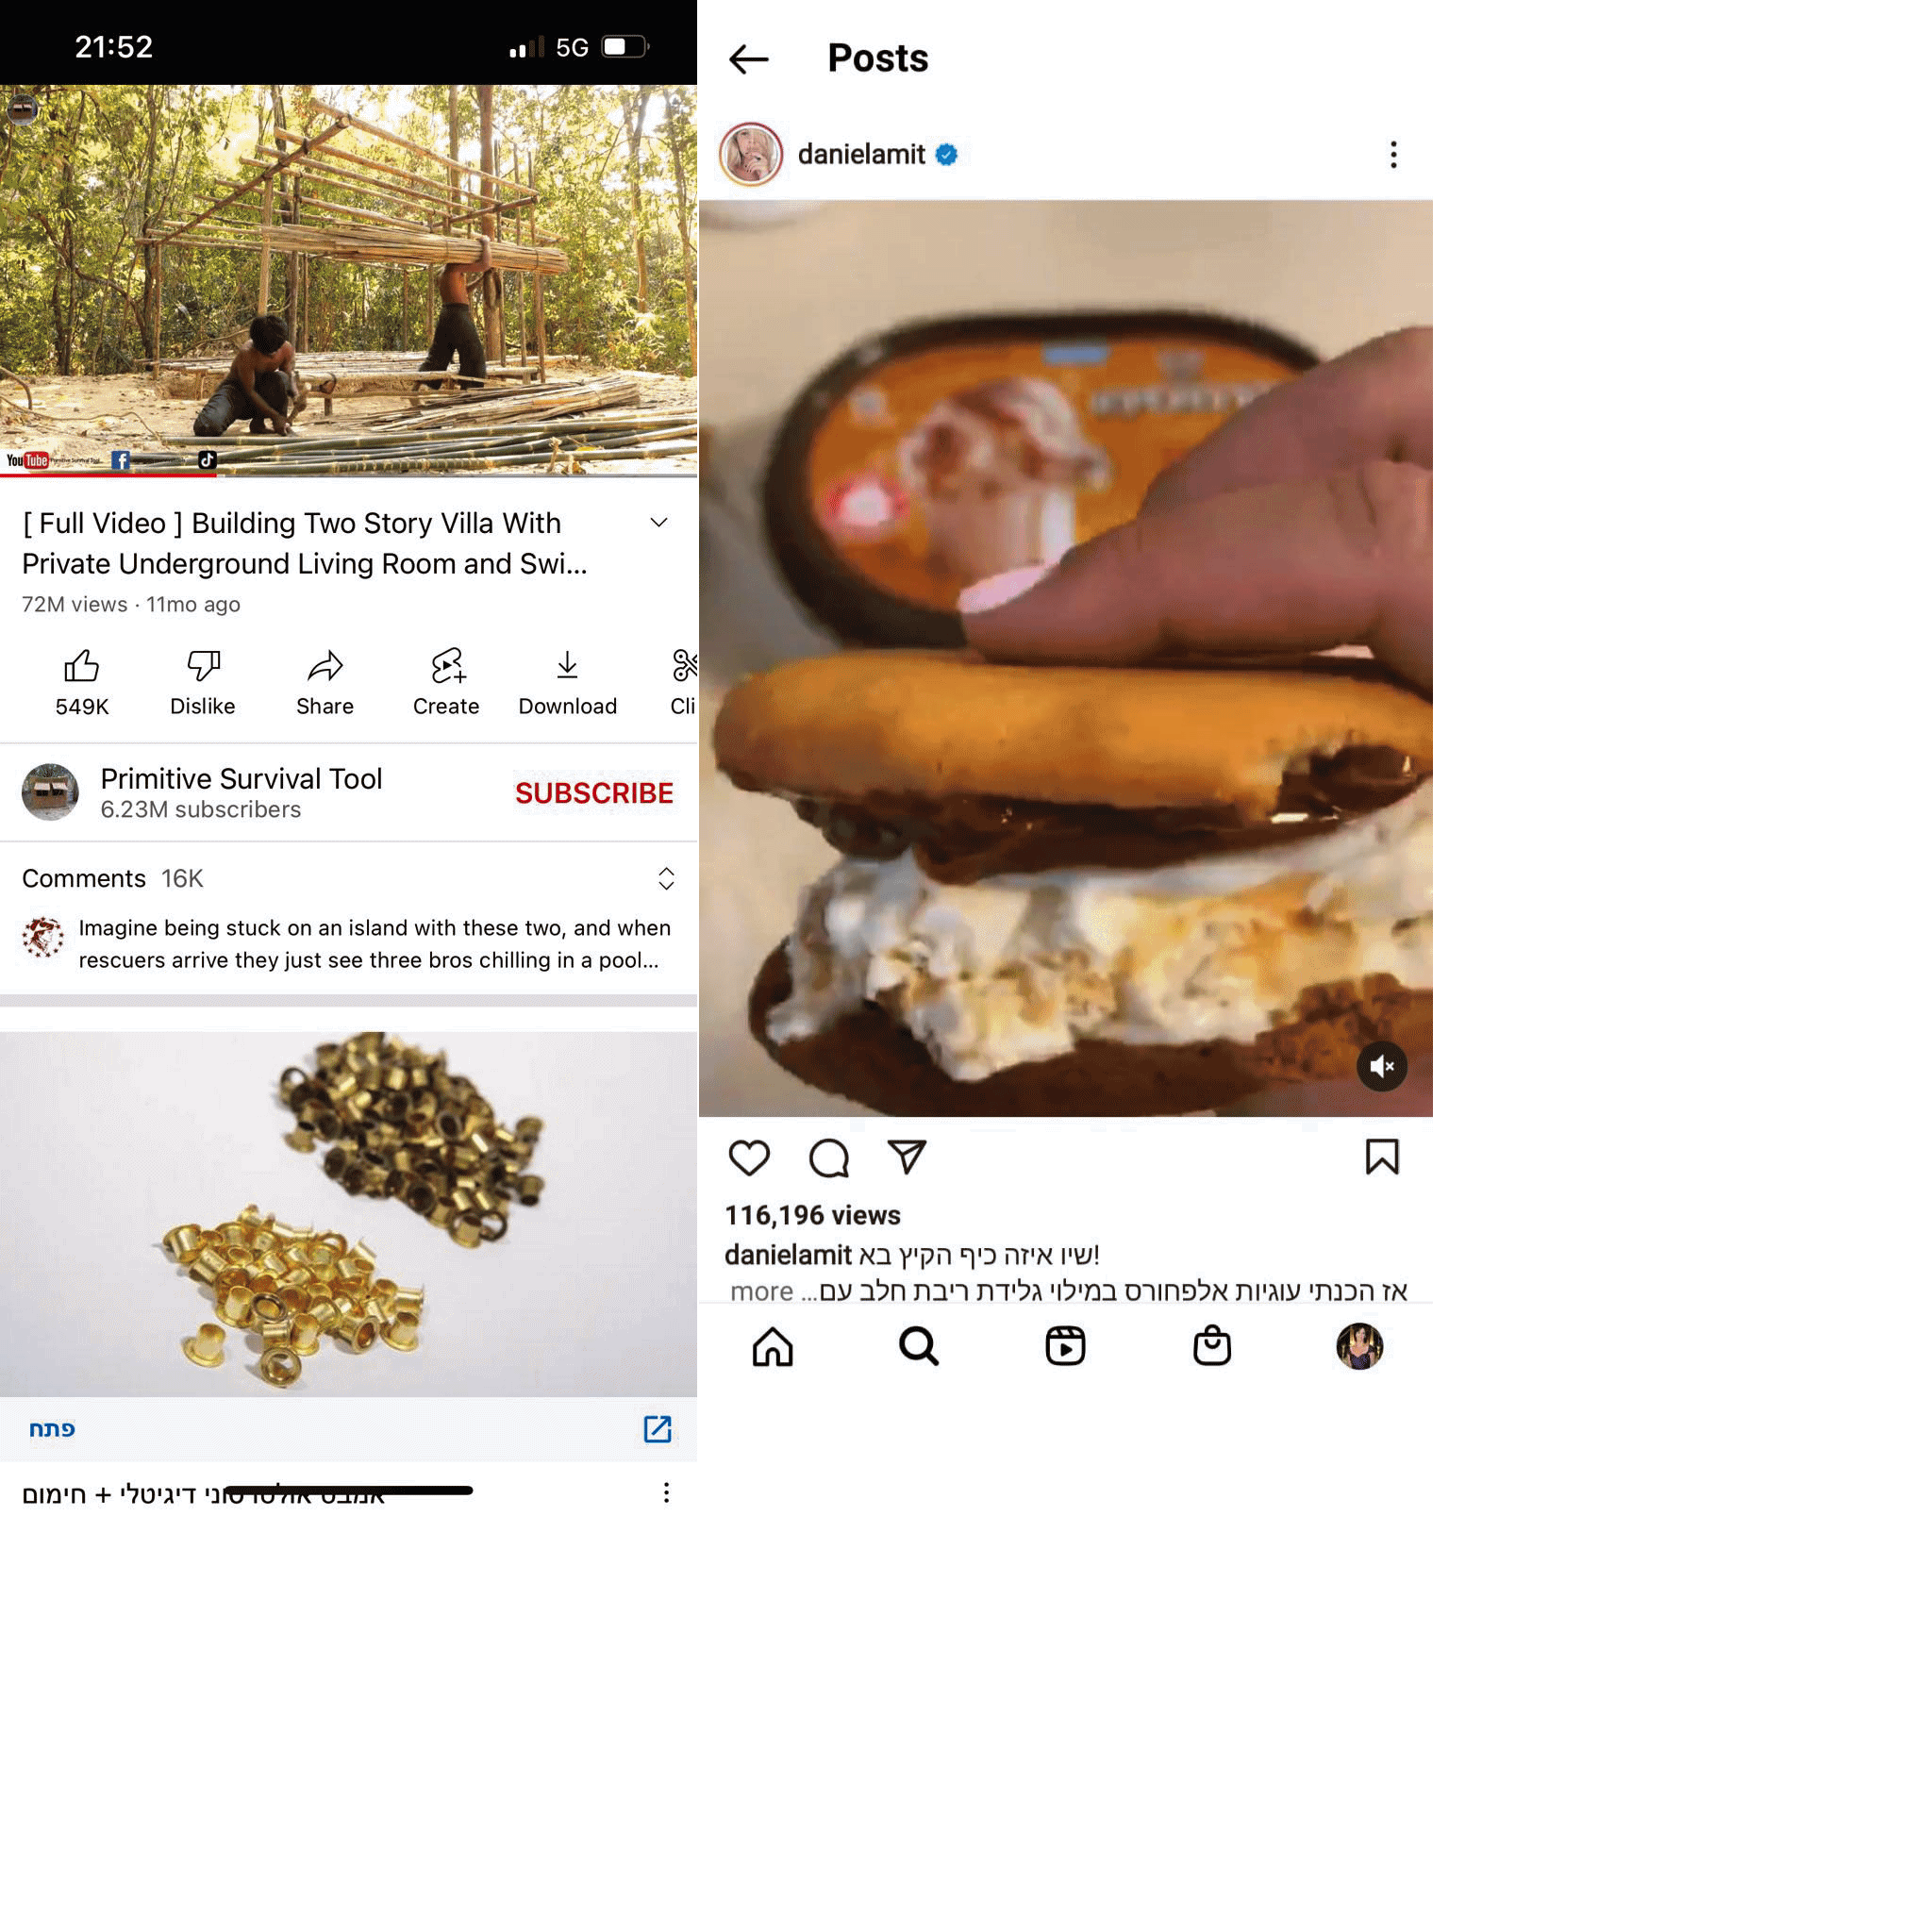 21:52
5G
YouTube
Primitive Survival Tool
[ Full Video ] Building Two Story Villa With
Private Underground Living Room and Swi...
72M views · 11mo ago
549K
Dislike
Share
Create
Download
Cli
Primitive Survival Tool
6.23M subscribers
SUBSCRIBE
Comments 16K
Imagine being stuck on an island with these two, and when
rescuers arrive they just see three bros chilling in a pool...
פתח
דיגיטלי + חימום
Posts
danielamit
116,196 views
danielamit שיו איזה כיף הקיץ בא!
אז הכנתי עוגיות אלפחורס במילוי גלידת ריבת חלב עם... more